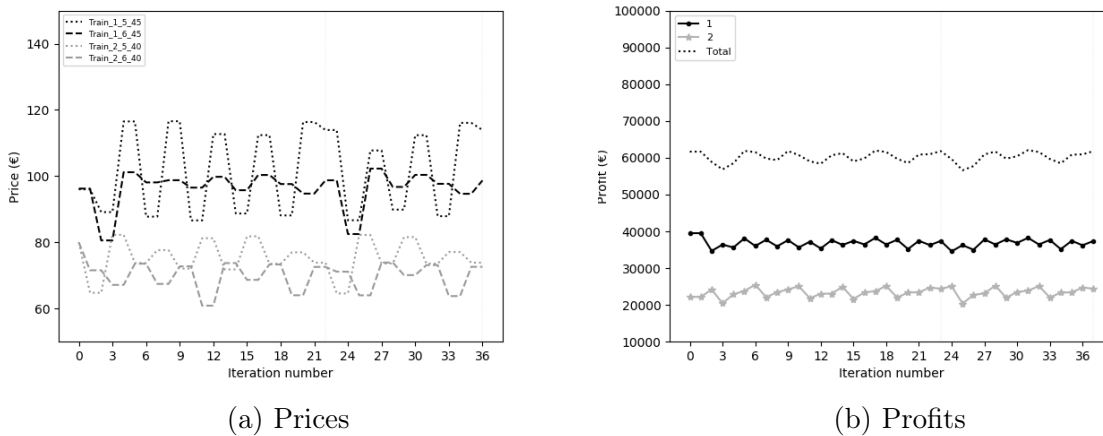 Train_1_5_45
Train_1_6_45
Train_2_5_40
Train_2_6_40
140
120
100
80
60
Price (€)
0 3 6 9 12 15 18 21 24 27 30 33 36
Iteration number
(a) Prices
1
2
Total
100000
90000
80000
70000
60000
50000
40000
30000
20000
10000
Profit (€)
0 3 6 9 12 15 18 21 24 27 30 33 36
Iteration number
(b) Profits